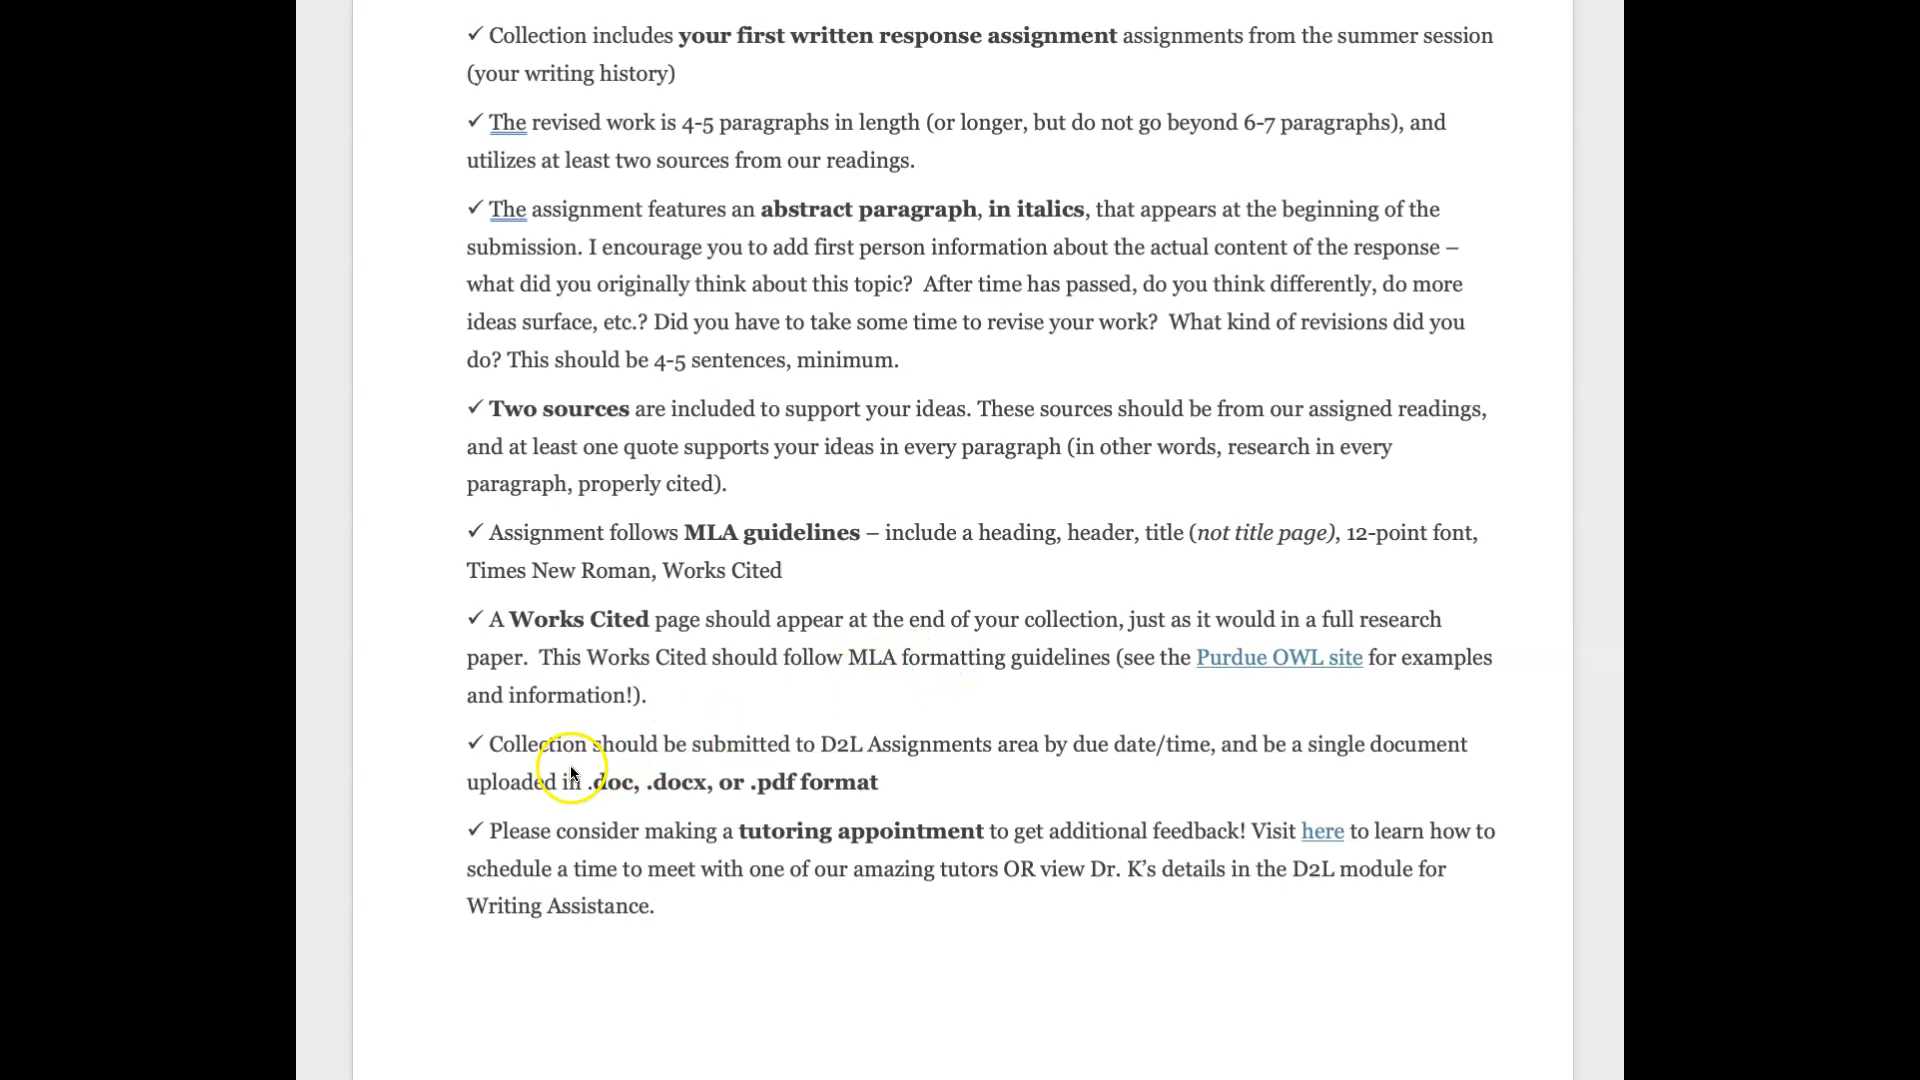 ✓ Collection includes your first written response assignment assignments from the summer session
(your writing history)
✓ The revised work is 4-5 paragraphs in length (or longer, but do not go beyond 6-7 paragraphs), and
utilizes at least two sources from our readings.
✓ The assignment features an abstract paragraph, in italics, that appears at the beginning of the
submission. I encourage you to add first person information about the actual content of the response –
what did you originally think about this topic?  After time has passed, do you think differently, do more
ideas surface, etc.? Did you have to take some time to revise your work?  What kind of revisions did you
do? This should be 4-5 sentences, minimum.
✓ Two sources are included to support your ideas. These sources should be from our assigned readings,
and at least one quote supports your ideas in every paragraph (in other words, research in every
paragraph, properly cited).
✓ Assignment follows MLA guidelines – include a heading, header, title (not title page), 12-point font,
Times New Roman, Works Cited
✓ A Works Cited page should appear at the end of your collection, just as it would in a full research
paper.  This Works Cited should follow MLA formatting guidelines (see the Purdue OWL site for examples
and information!).
✓ Collection should be submitted to D2L Assignments area by due date/time, and be a single document
uploaded in .doc, .docx, or .pdf format
✓ Please consider making a tutoring appointment to get additional feedback! Visit here to learn how to
schedule a time to meet with one of our amazing tutors OR view Dr. K’s details in the D2L module for
Writing Assistance.